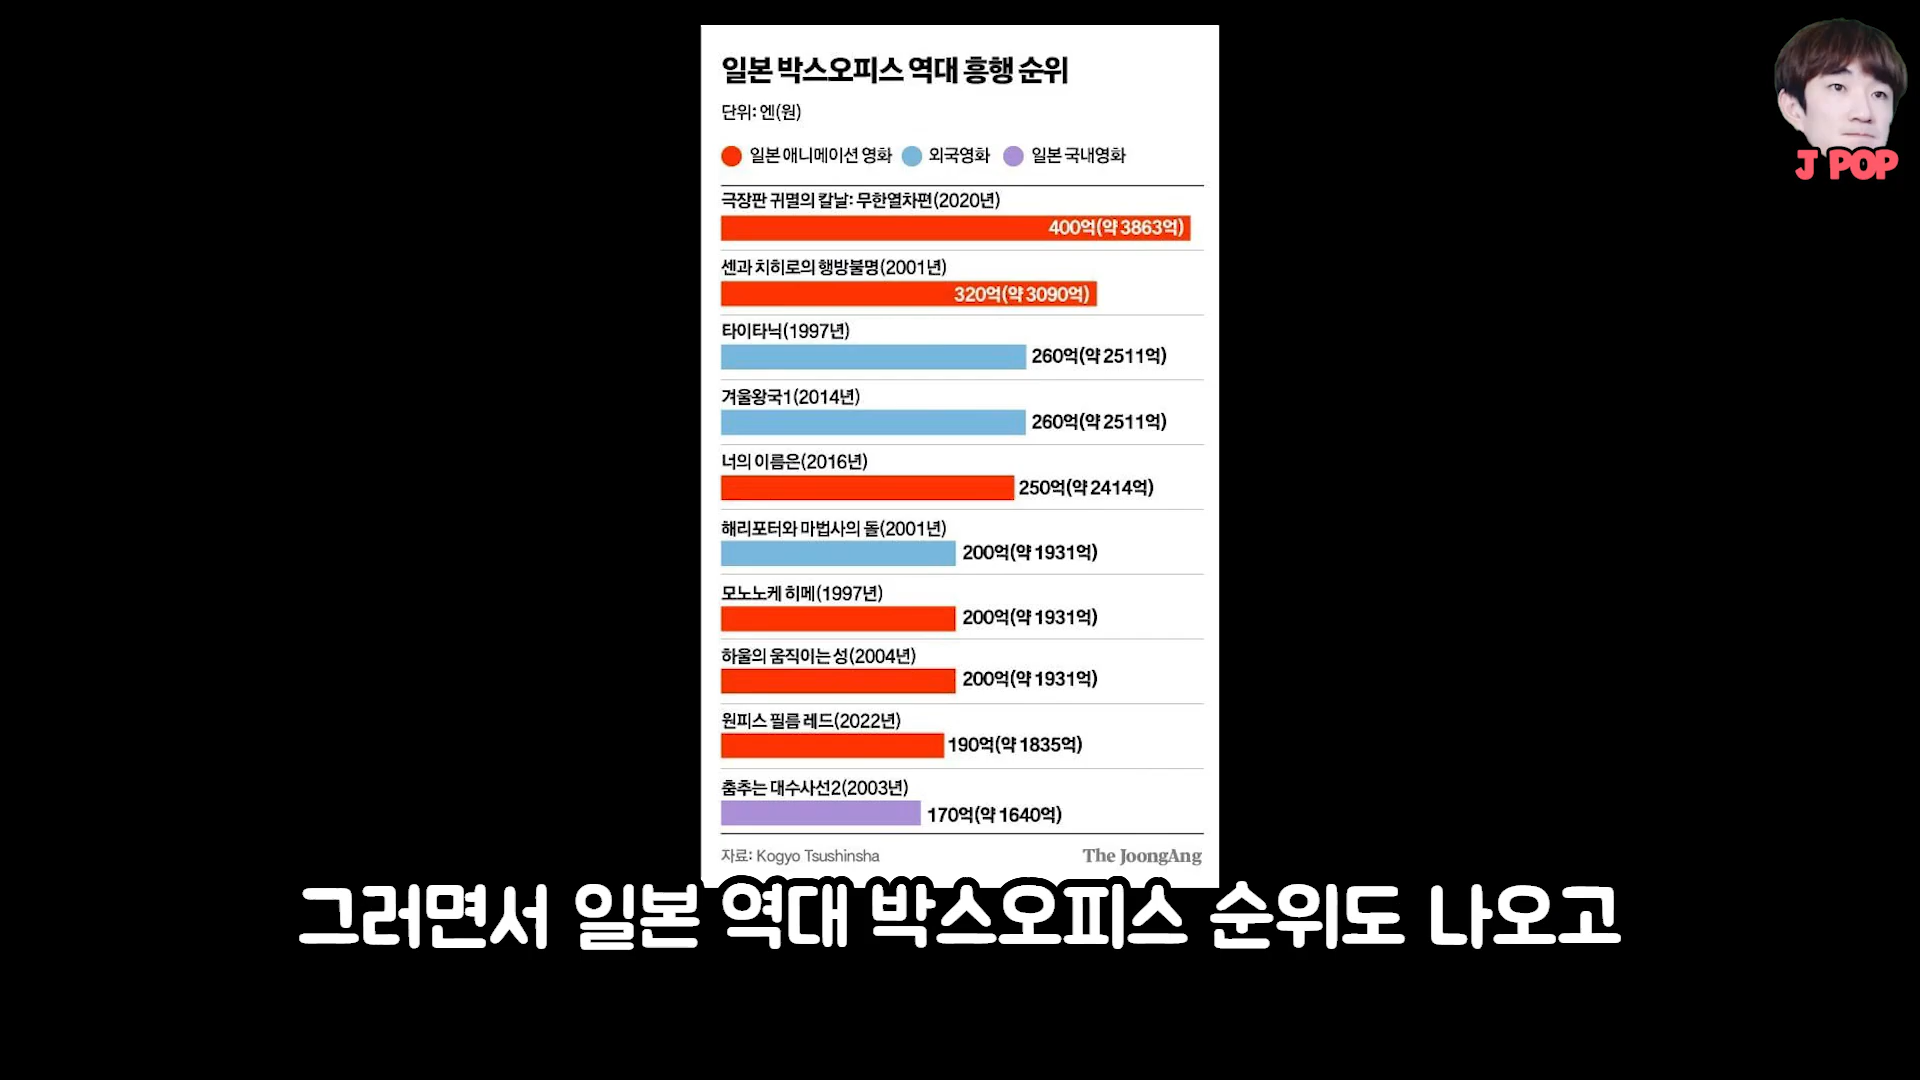 일본 박스오피스 역대 흥행 순위
단위: 엔(원)
일본 애니메이션 영화 외국영화 일본 국내영화
극장판 귀멸의 칼날: 무한열차편(2020년)
400억(약 3863억)
센과 치히로의 행방불명(2001년)
320억(약 3090억)
타이타닉(1997년)
260억(약 2511억)
겨울왕국1(2014년)
260억(약 2511억)
너의 이름은(2016년)
250억(약 2414억)
해리포터와 마법사의 돌(2001년)
200억(약 1931억)
모노노케 히메(1997년)
200억(약 1931억)
하울의 움직이는 성(2004년)
200억(약 1931억)
원피스 필름 레드(2022년)
190억(약 1835억)
춤추는 대수사선2(2003년)
170억(약 1640억)
자료: Kogyo Tsushinsha The JoongAng
그러면서 일본 역대 박스오피스 순위도 나오고
J POP